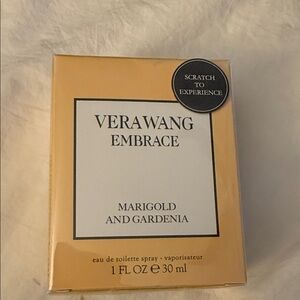 SCRATCH
TO
EXPERIENCE
VERAWANG
EMBRACE
MARIGOLD
AND GARDENIA
eau de toilette spray - vaporisateur
1 FL OZ ℮ 30 ml